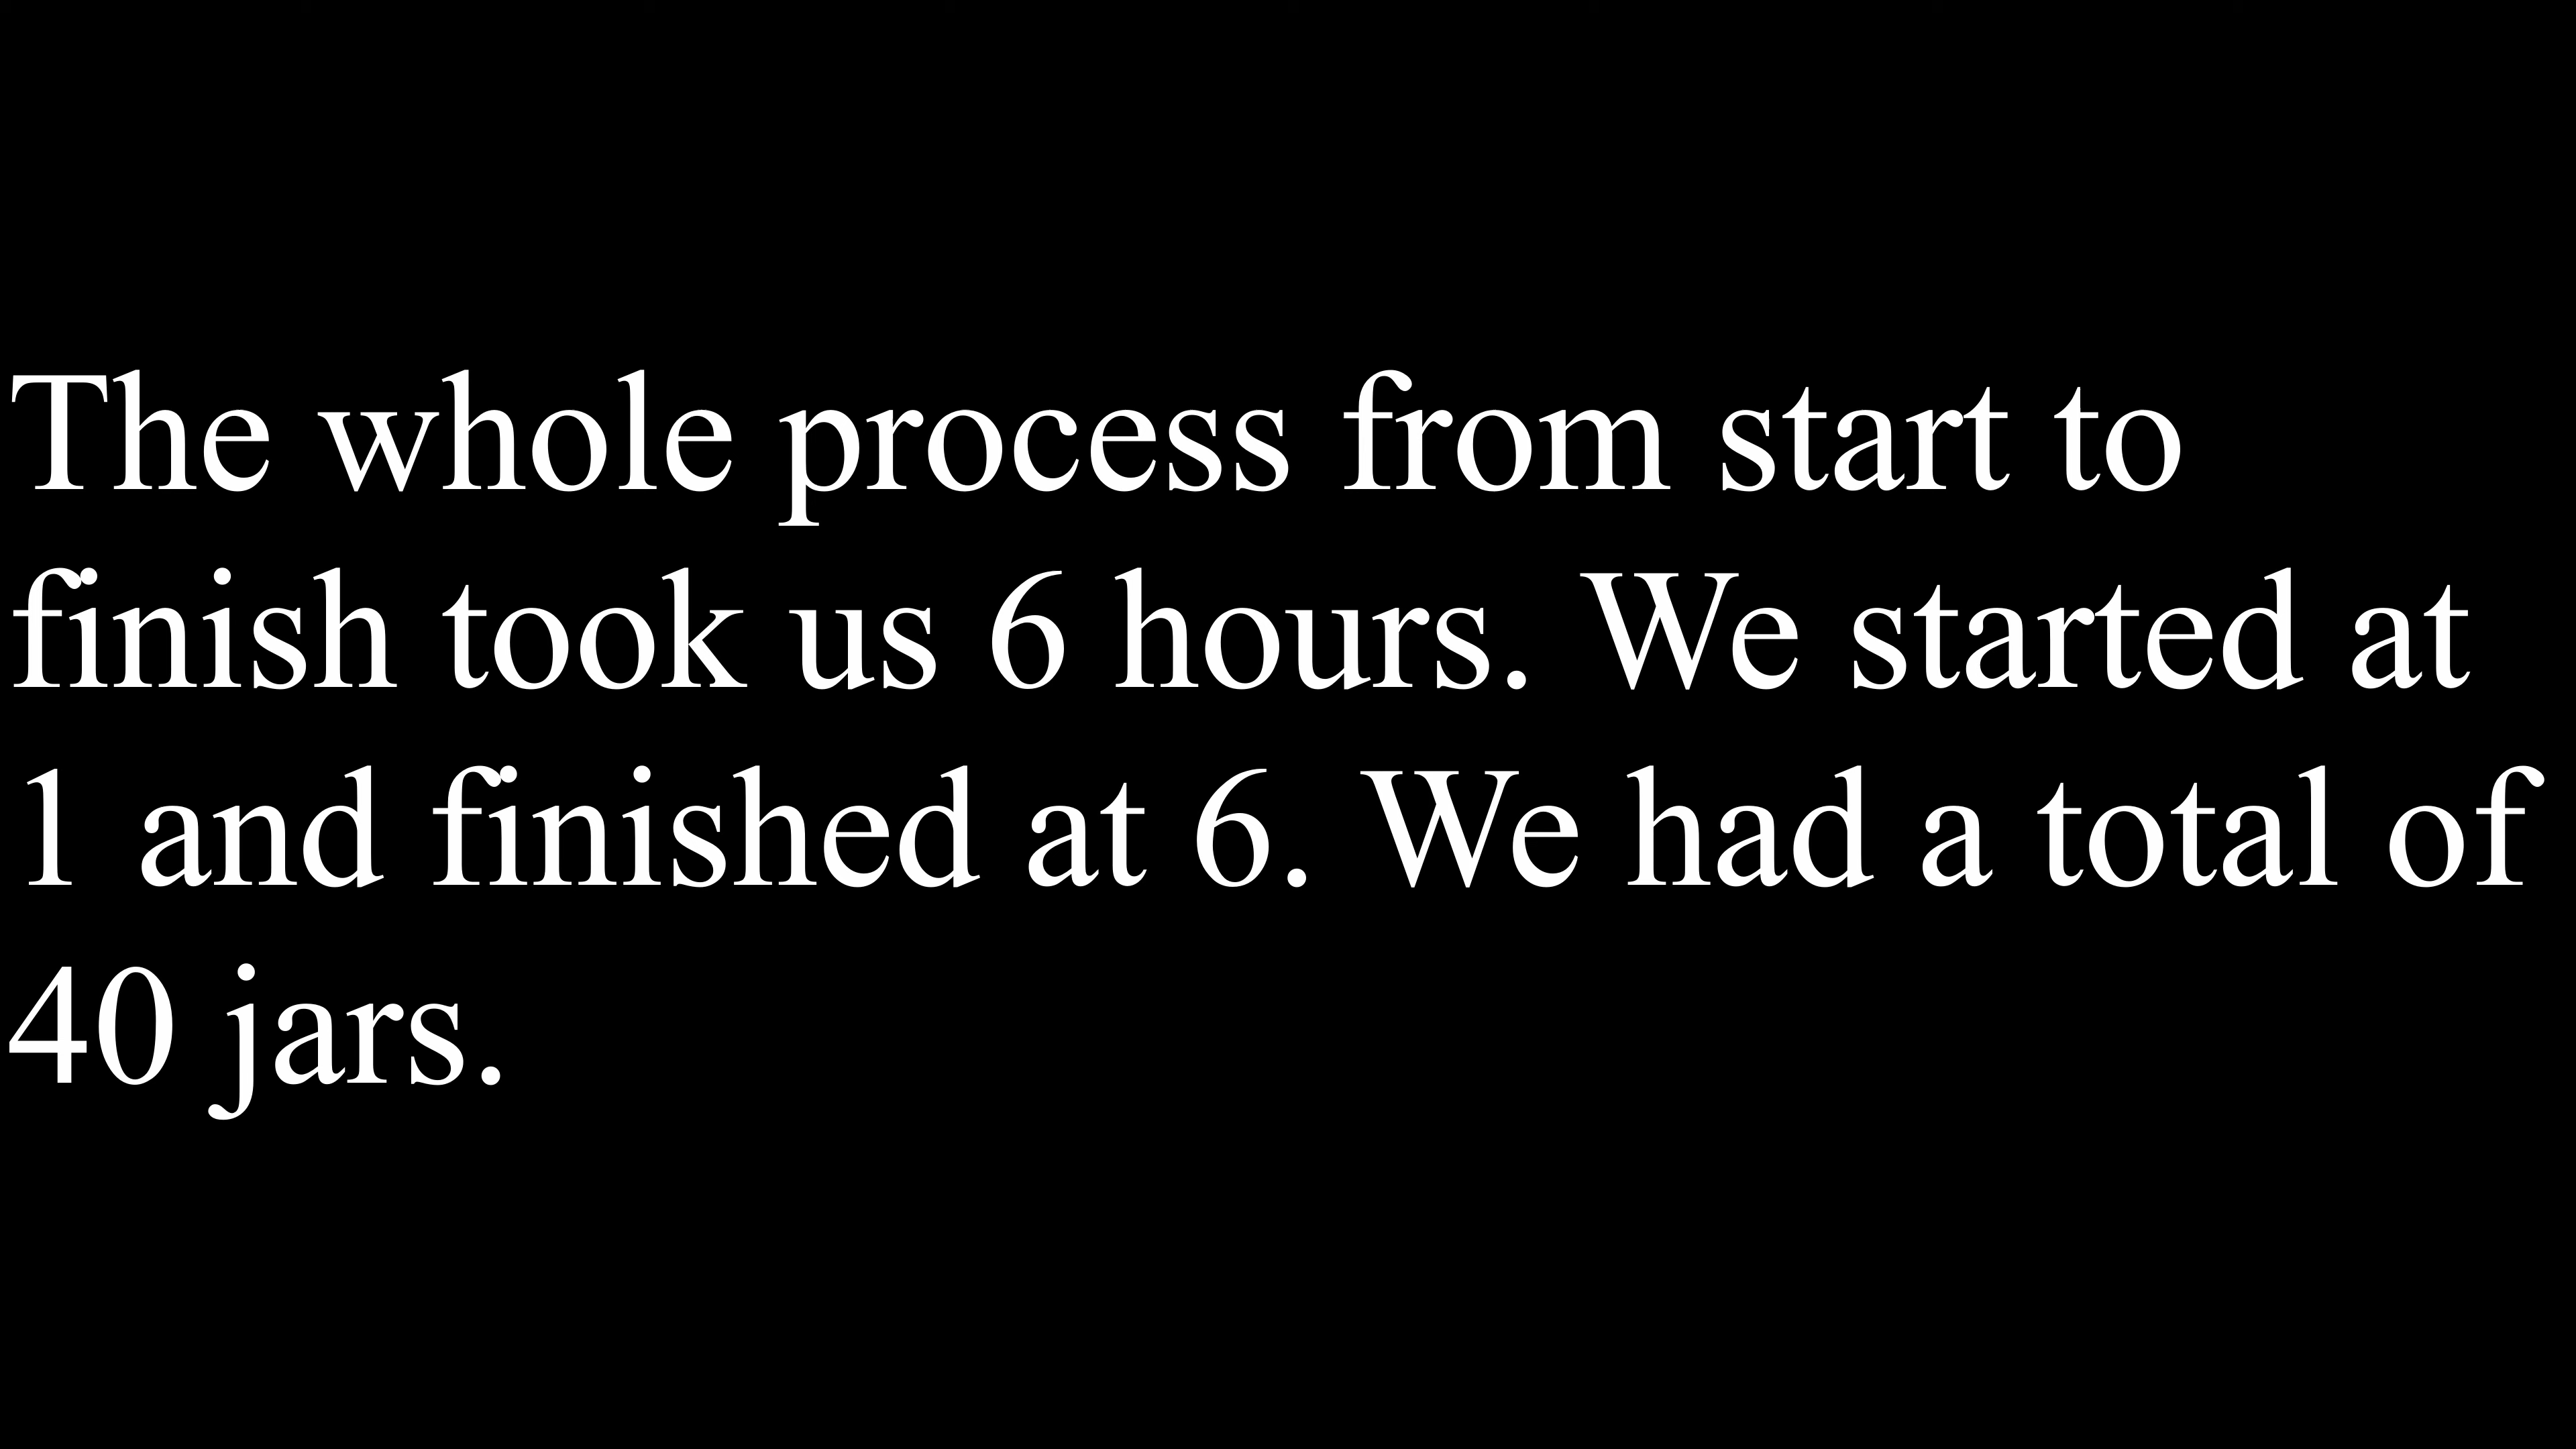 The whole process from start to
finish took us 6 hours. We started at
1 and finished at 6. We had a total of
40 jars.